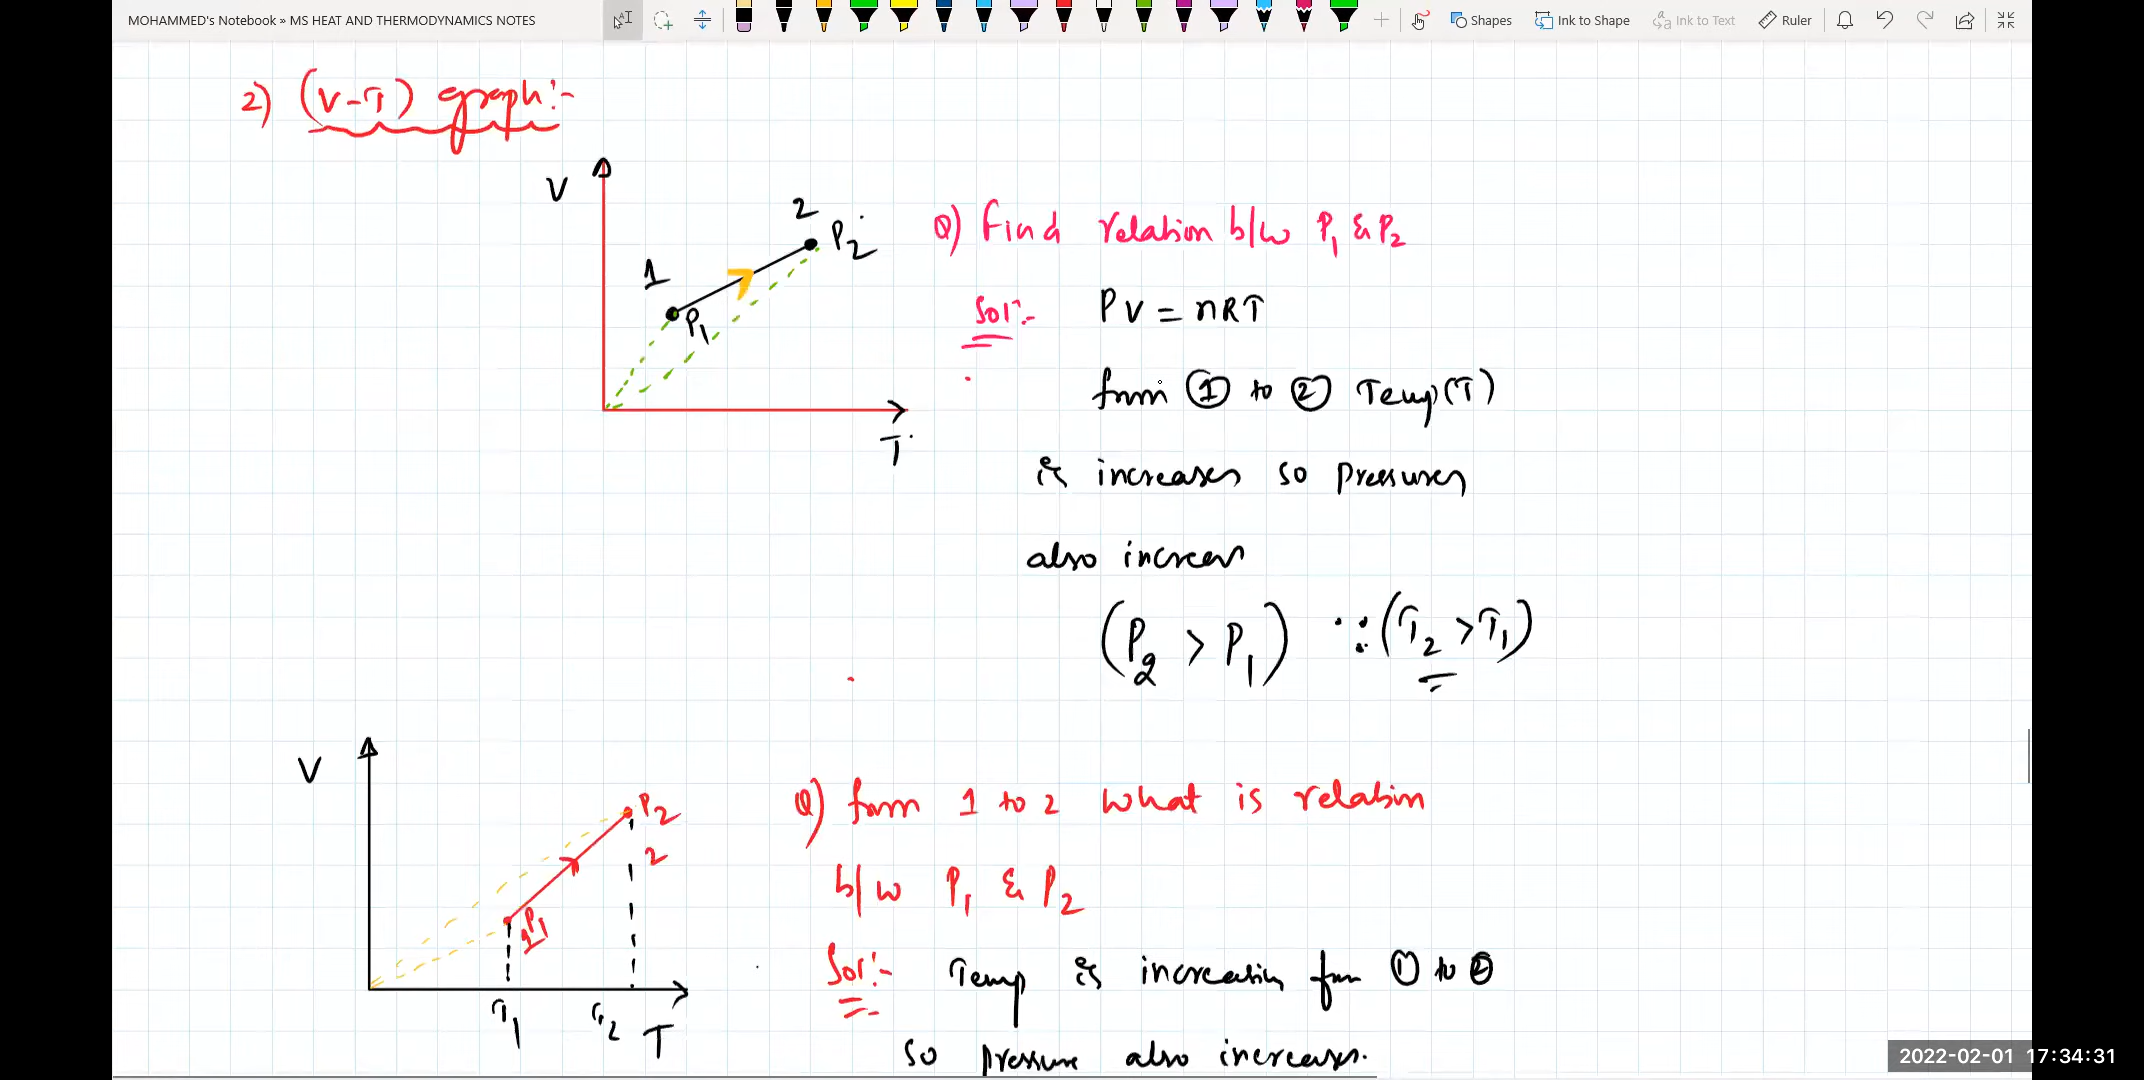 MOHAMMED's Notebook » MS HEAT AND THERMODYNAMICS NOTES
Shapes
Ink to Shape
Ink to Text
Ruler
2) (V-T) graph:-
V
2
P2
1
P1
T
Q) Find relation b/w P1 & P2
Sol:-
PV = nRT
from ① to ② Temp(T)
is increases so pressures
also increases
(P2 > P1) ∵ (T2 > T1)
V
P2
2
P1
1
T1
T2
T
Q) from 1 to 2 What is relation
b/w P1 & P2
Sol:- Temp is increasing from ① to ②
so pressure also increases.
2022-02-01 17:34:31